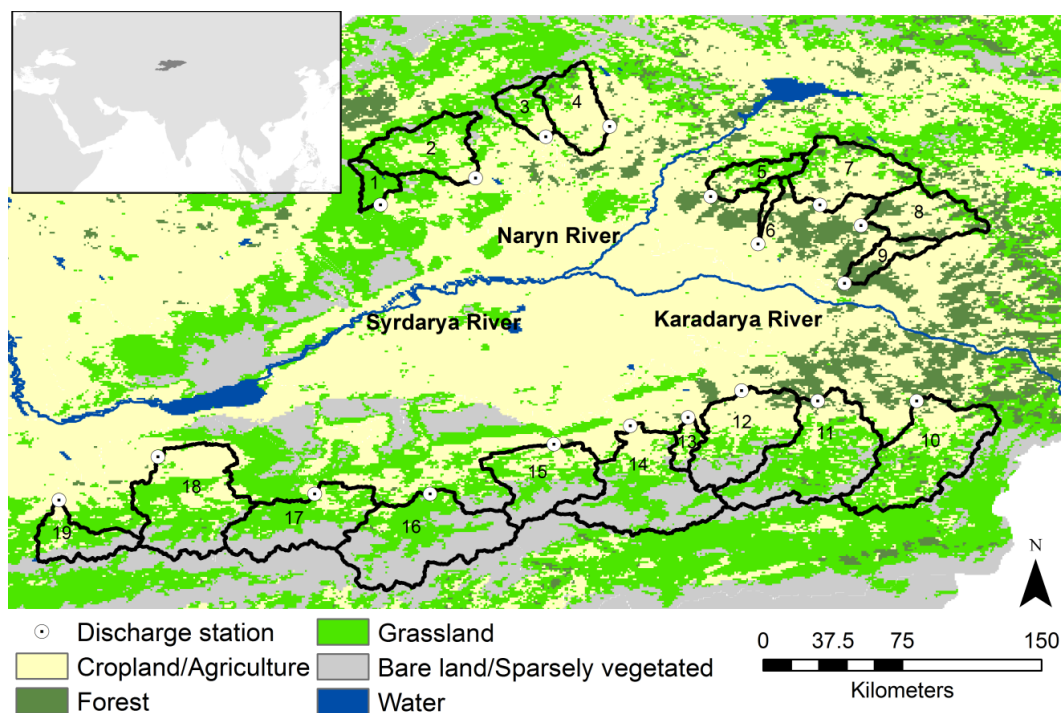 3
4
2
1
5
7
8
6
9
Naryn River
Syrdarya River
Karadarya River
12
13
11
10
14
15
18
17
16
19
N
Discharge station
Grassland
Cropland/Agriculture
Bare land/Sparsely vegetated
Forest
Water
0 37.5 75 150
Kilometers